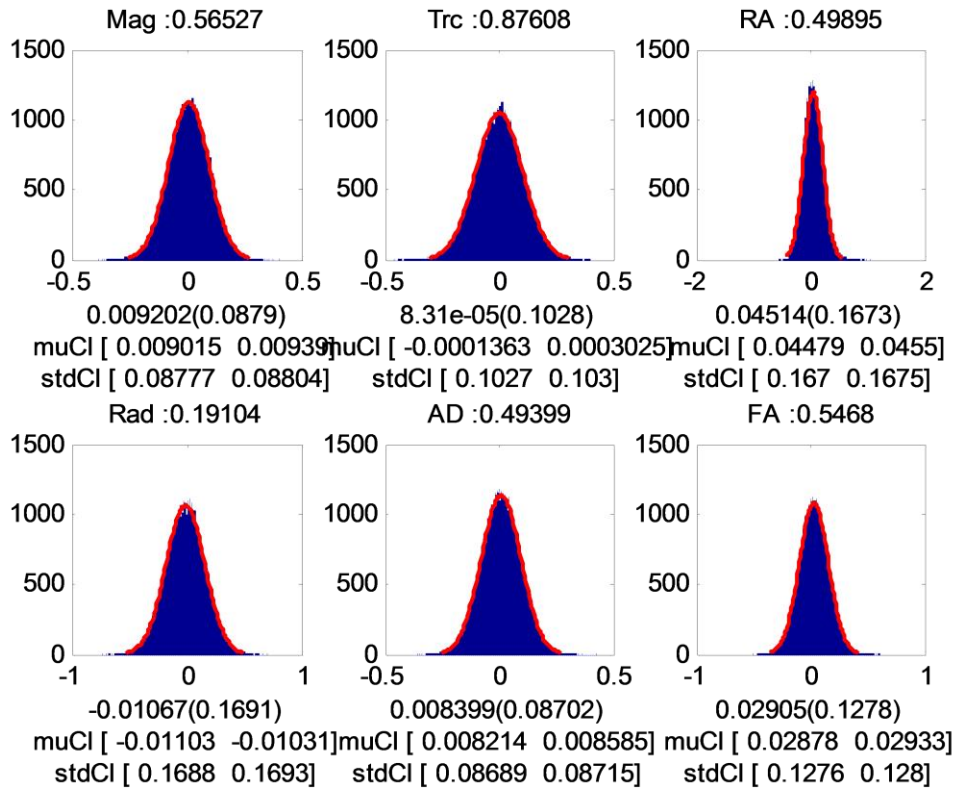 Mag :0.56527
Trc :0.87608
RA :0.49895
1500
1000
500
0
-0.5 0 0.5
1500
1000
500
0
-0.5 0 0.5
1500
1000
500
0
-2 0 2
0.009202(0.0879)
muCI [ 0.009015 0.00939]
stdCI [ 0.08777 0.08804]
8.31e-05(0.1028)
muCI [ -0.0001363 0.0003025]
stdCI [ 0.1027 0.103]
0.04514(0.1673)
muCI [ 0.04479 0.0455]
stdCI [ 0.167 0.1675]
Rad :0.19104
AD :0.49399
FA :0.5468
1500
1000
500
0
-1 0 1
1500
1000
500
0
-0.5 0 0.5
1500
1000
500
0
-1 0 1
-0.01067(0.1691)
muCI [ -0.01103 -0.01031]
stdCI [ 0.1688 0.1693]
0.008399(0.08702)
muCI [ 0.008214 0.008585]
stdCI [ 0.08689 0.08715]
0.02905(0.1278)
muCI [ 0.02878 0.02933]
stdCI [ 0.1276 0.128]